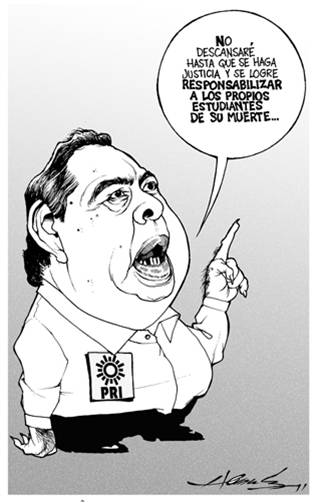 NO
DESCANSARÉ
HASTA QUE SE HAGA
JUSTICIA Y SE LOGRE
RESPONSABILIZAR
A LOS PROPIOS
ESTUDIANTES
DE SU MUERTE...
PRI